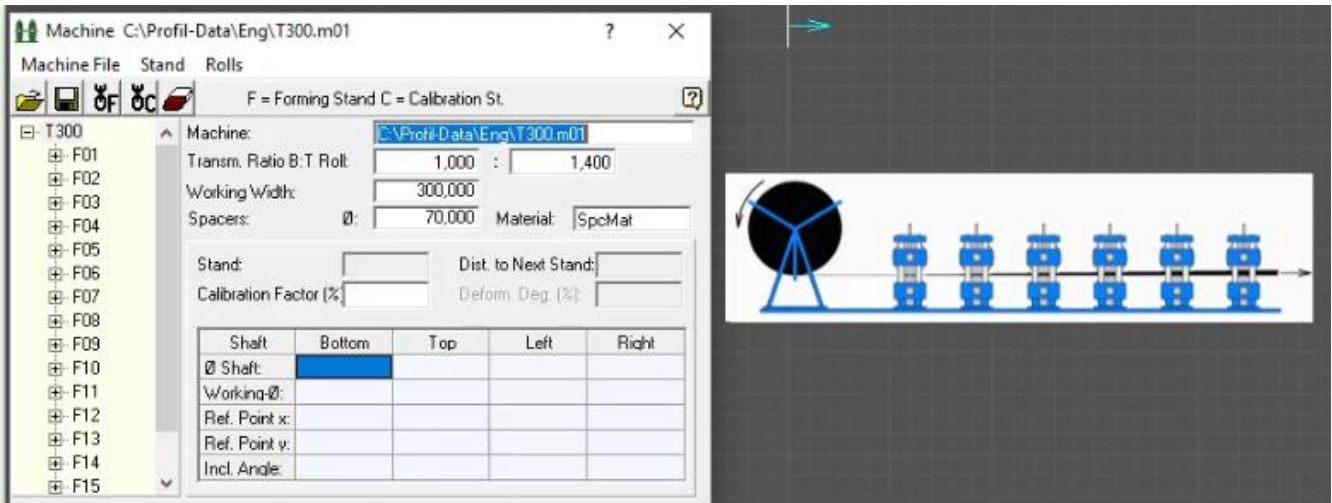 Machine C:\Profil-Data\Eng\T300.m01 ? ×
Machine File Stand Rolls
F C F = Forming Stand C = Calibration St. ?
T300
F01
F02
F03
F04
F05
F06
F07
F08
F09
F10
F11
F12
F13
F14
F15
Machine: C:\Profil-Data\Eng\T300.m01
Transm. Ratio B:T Roll: 1,000 : 1,400
Working Width: 300,000
Spacers: Ø: 70,000 Material: SpcMat
Stand: Dist. to Next Stand:
Calibration Factor (%) Deform. Deg. (%):
Shaft Bottom Top Left Right
Ø Shaft:
Working-Ø:
Ref. Point x:
Ref. Point y:
Incl. Angle: